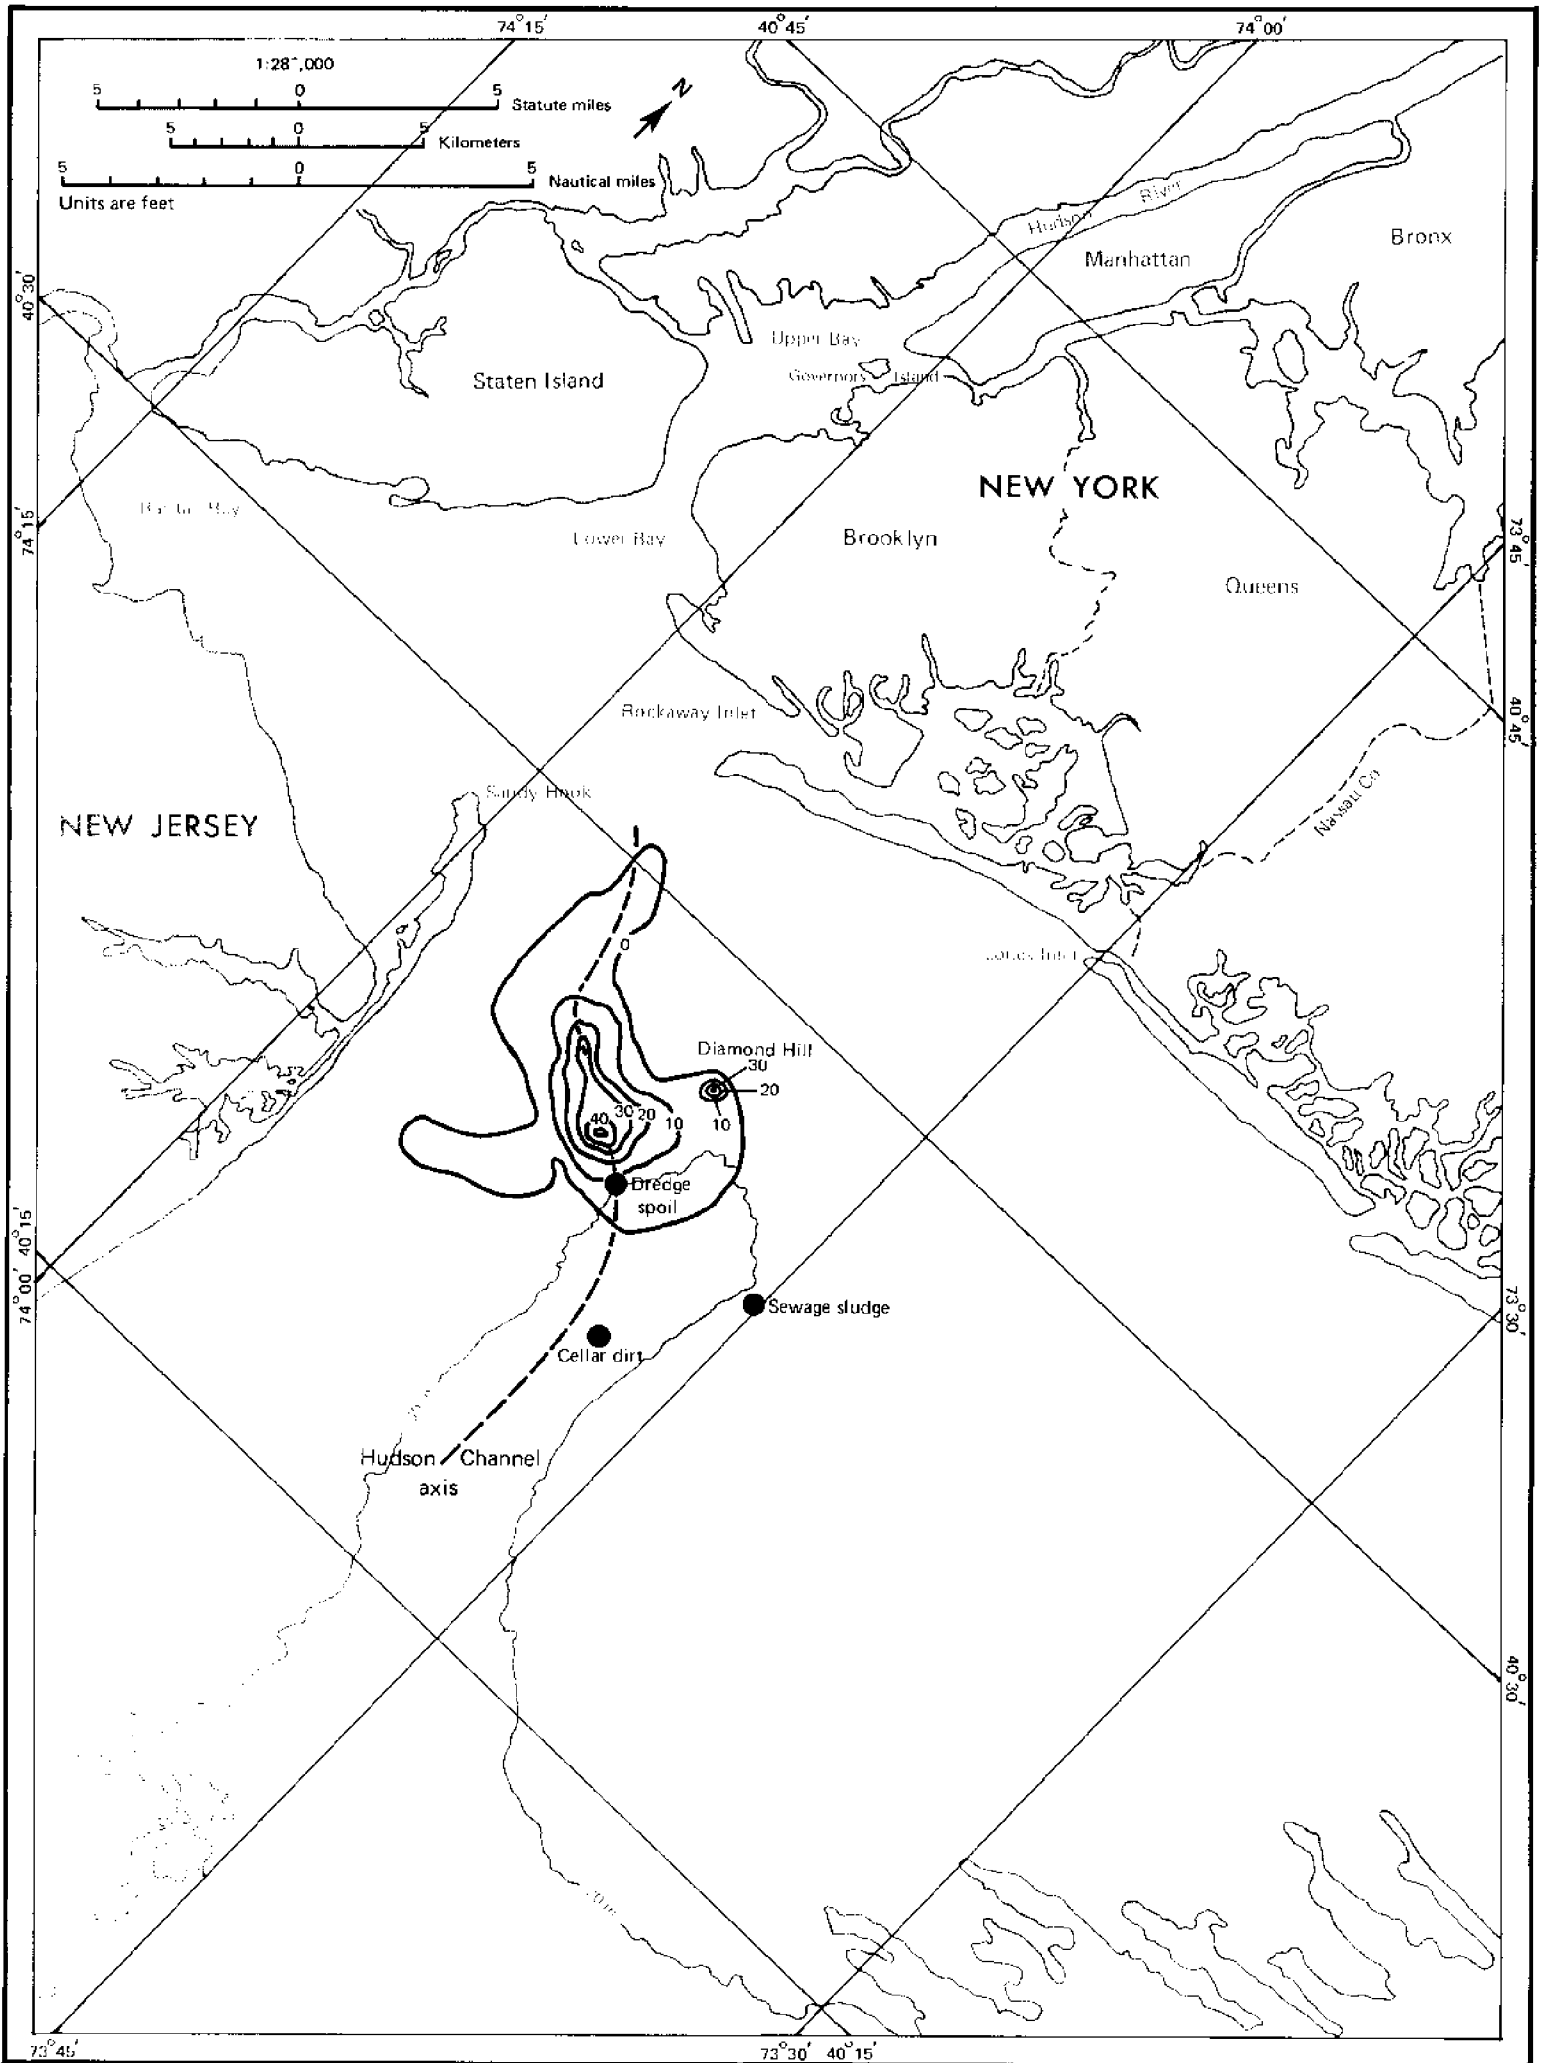 74°15'
40°45'
74°00'
5 0 5
Statute miles
5 0 5
Kilometers
5 0 5
Nautical miles
Units are feet
N
Hudson River
Manhattan
Bronx
40°30'
Upper Bay
Governors Island
Staten Island
NEW YORK
74°15'
Bay
Lower Bay
Brooklyn
73°45'
Queens
Rockaway Inlet
40°45'
Sandy Hook
NEW JERSEY
Nassau Co
0
Inlet
Diamond Hill
30
20
10
40 30 20 10
Dredge
spoil
40°15'
74°00'
Sewage sludge
Cellar dirt
73°30'
Hudson Channel
axis
40°30'
73°45'
73°30'
40°15'